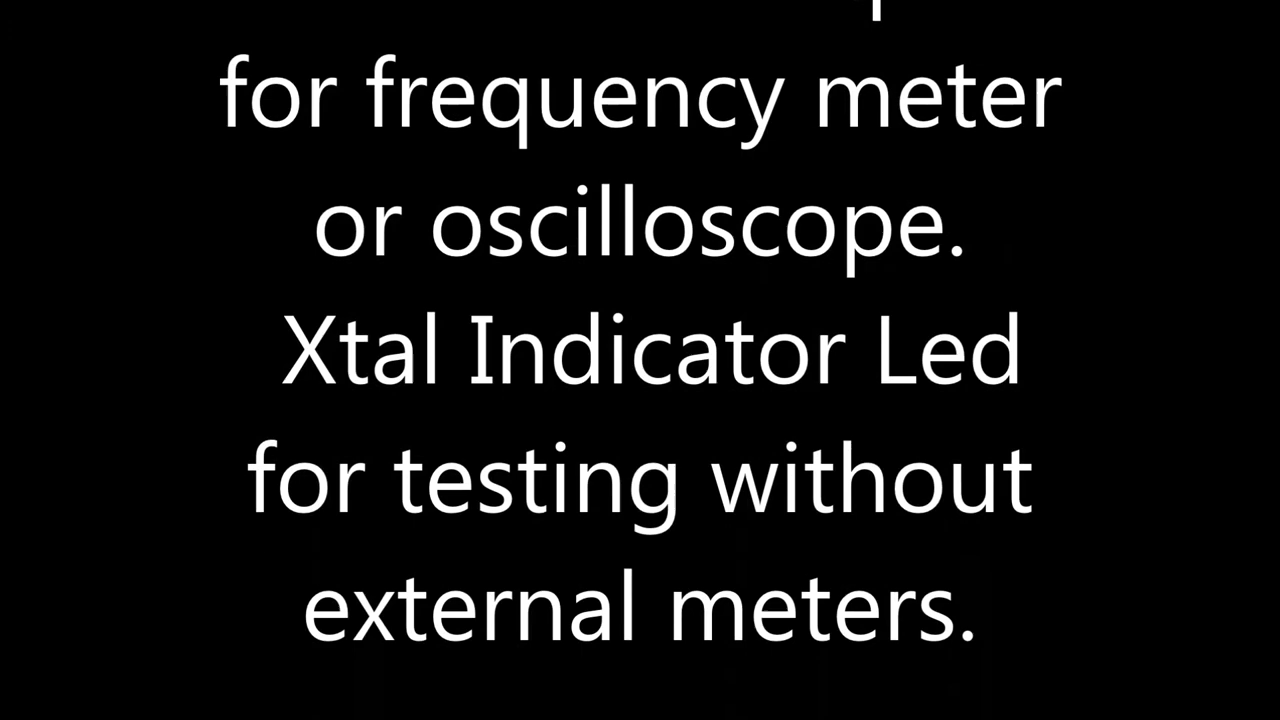 for frequency meter
or oscilloscope.
Xtal Indicator Led
for testing without
external meters.